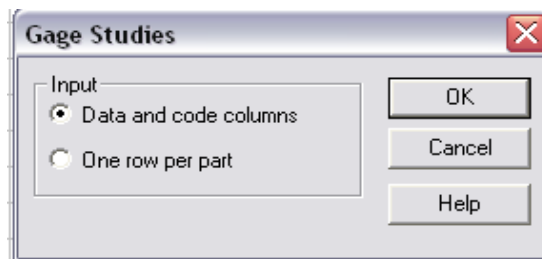 Gage Studies
Input
Data and code columns
One row per part
OK
Cancel
Help